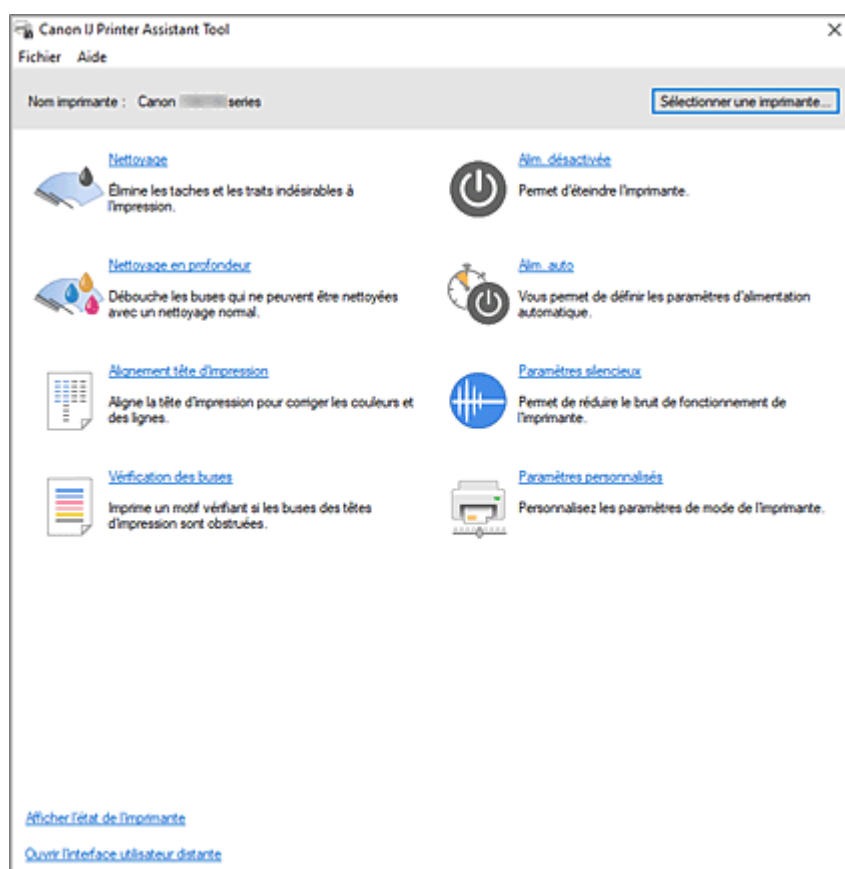 Canon IJ Printer Assistant Tool
Fichier Aide
Nom imprimante : Canon series
Sélectionner une imprimante...
Nettoyage
Élimine les taches et les traits indésirables à
l'impression.
Alim. désactivée
Permet d'éteindre l'imprimante.
Nettoyage en profondeur
Débouche les buses qui ne peuvent être nettoyées
avec un nettoyage normal.
Alim. auto
Vous permet de définir les paramètres d'alimentation
automatique.
Alignement tête d'impression
Aligne la tête d'impression pour corriger les couleurs et
des lignes.
Paramètres silencieux
Permet de réduire le bruit de fonctionnement de
l'imprimante.
Vérification des buses
Imprime un motif vérifiant si les buses des têtes
d'impression sont obstruées.
Paramètres personnalisés
Personnalisez les paramètres de mode de l'imprimante.
Afficher l'état de l'imprimante
Ouvrir l'interface utilisateur distante